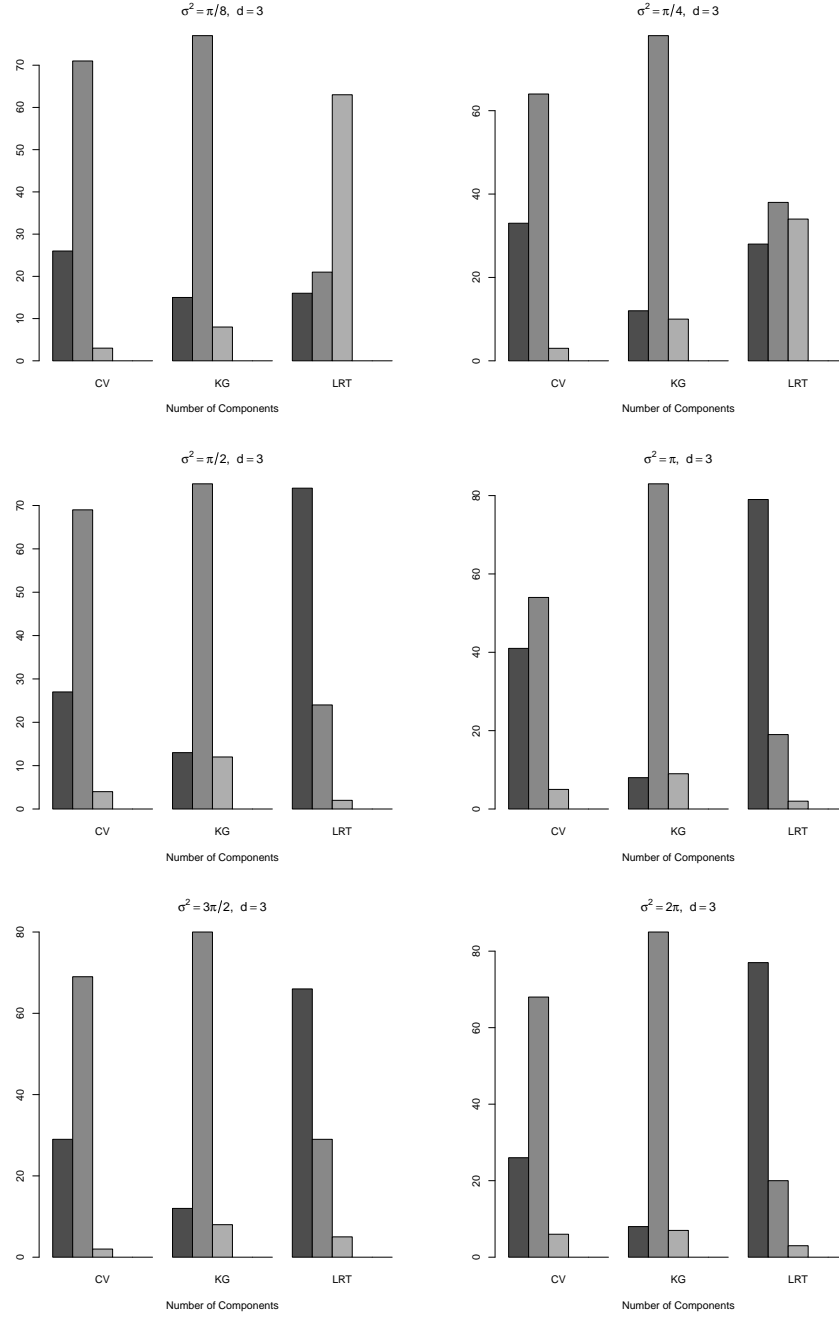 σ² = π/8, d = 3
70
60
50
40
30
20
10
0
CV KG LRT
Number of Components
σ² = π/4, d = 3
60
40
20
0
CV KG LRT
Number of Components
σ² = π/2, d = 3
70
60
50
40
30
20
10
0
CV KG LRT
Number of Components
σ² = π, d = 3
80
60
40
20
0
CV KG LRT
Number of Components
σ² = 3π/2, d = 3
80
60
40
20
0
CV KG LRT
Number of Components
σ² = 2π, d = 3
80
60
40
20
0
CV KG LRT
Number of Components